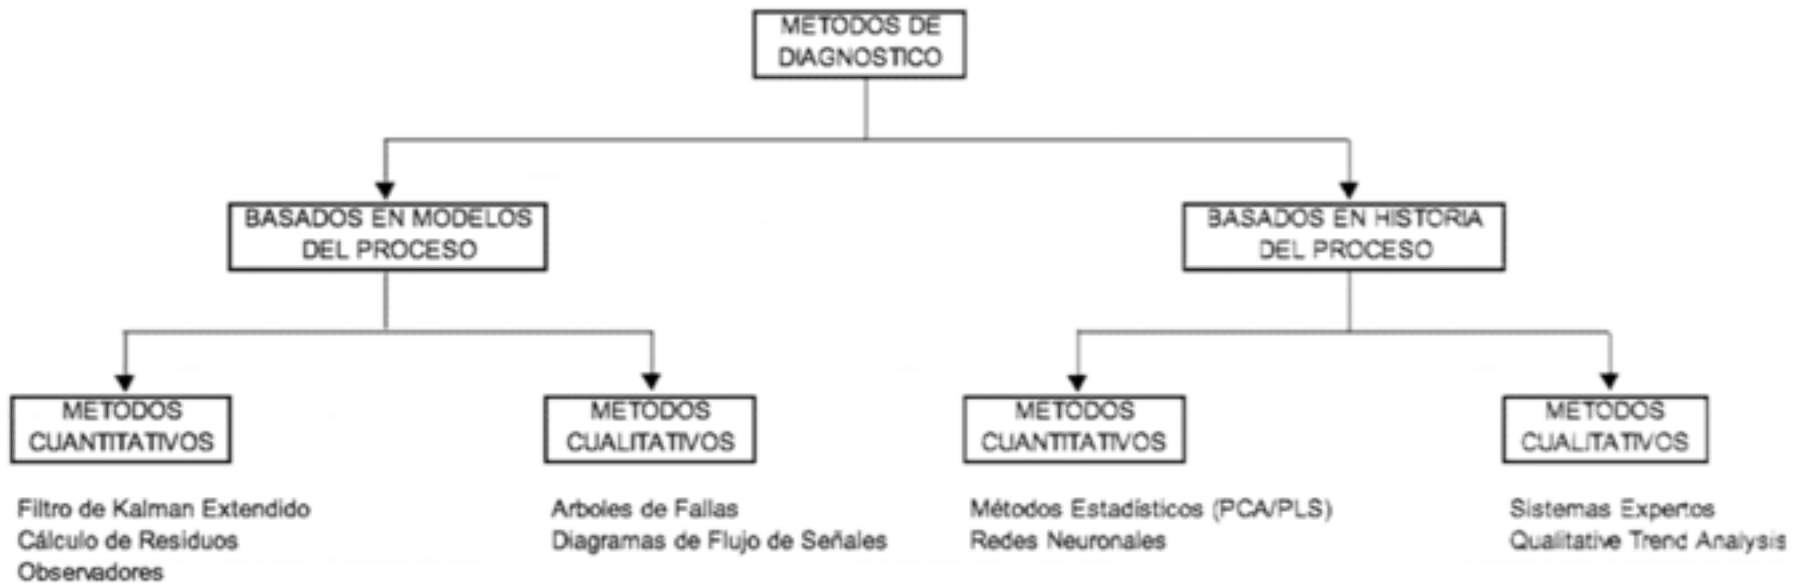 METODOS DE
DIAGNOSTICO
BASADOS EN MODELOS
DEL PROCESO
BASADOS EN HISTORIA
DEL PROCESO
METODOS
CUANTITATIVOS
METODOS
CUALITATIVOS
METODOS
CUANTITATIVOS
METODOS
CUALITATIVOS
Filtro de Kalman Extendido
Cálculo de Residuos
Observadores
Arboles de Fallas
Diagramas de Flujo de Señales
Métodos Estadísticos (PCA/PLS)
Redes Neuronales
Sistemas Expertos
Qualitative Trend Analysis